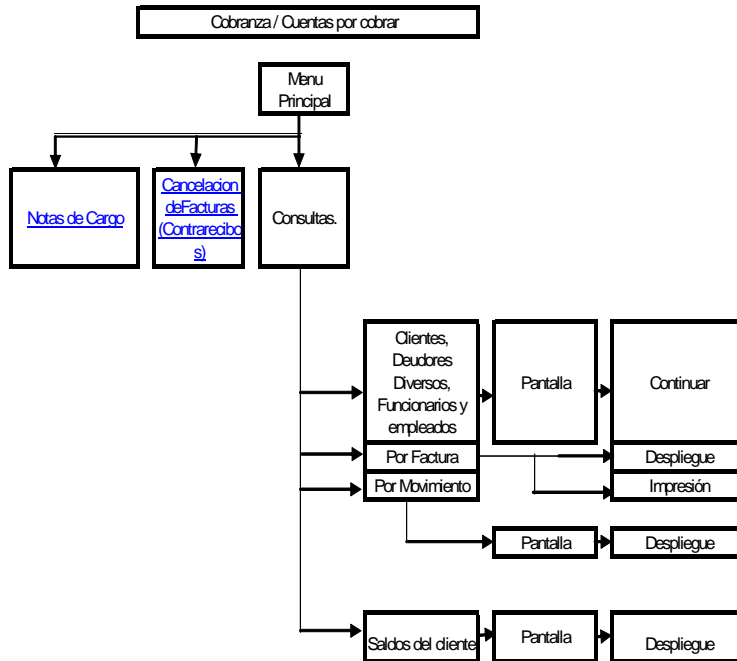 Cobranza / Cuentas por cobrar
Menu
Principal
Notas de Cargo
Cancelacion
deFacturas
(Contrarecibo
s)
Consultas.
Clientes,
Deudores
Diversos,
Funcionarios y
empleados
Pantalla
Continuar
Por Factura
Despliegue
Por Movimiento
Impresión
Pantalla
Despliegue
Saldos del cliente
Pantalla
Despliegue